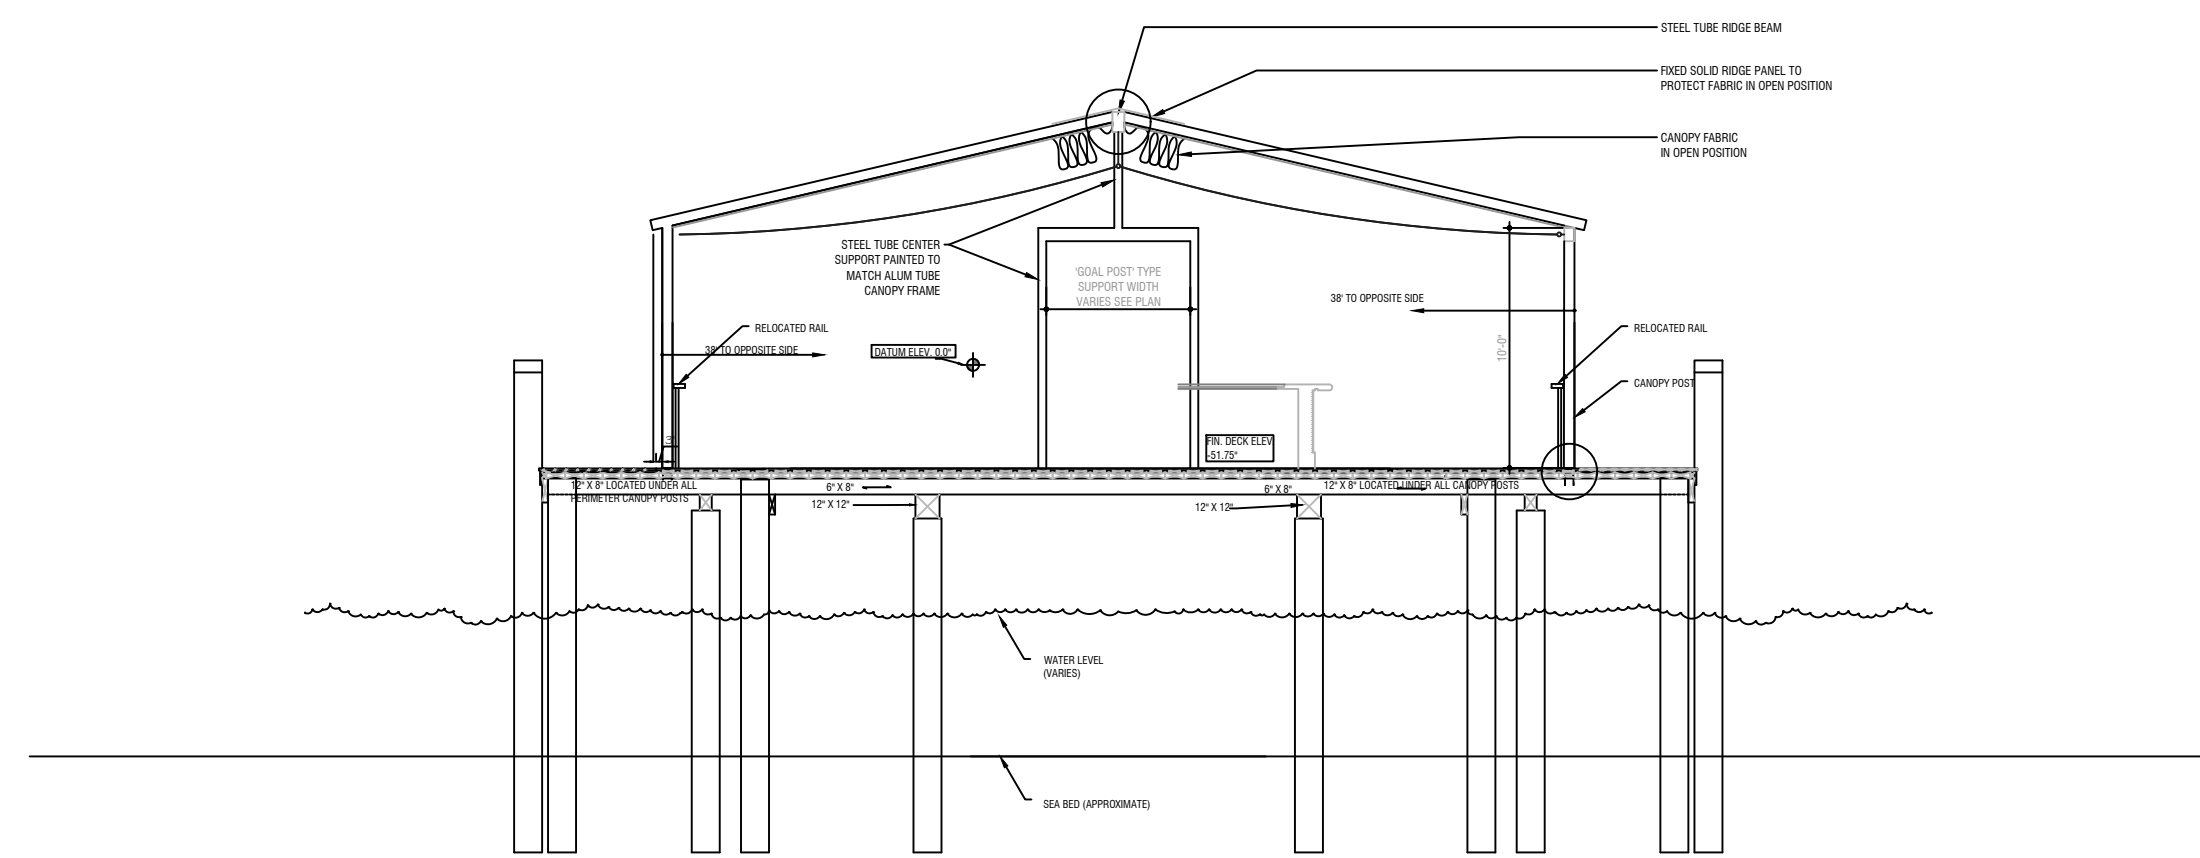 STEEL TUBE RIDGE BEAM
FIXED SOLID RIDGE PANEL TO
PROTECT FABRIC IN OPEN POSITION
CANOPY FABRIC
IN OPEN POSITION
STEEL TUBE CENTER
SUPPORT PAINTED TO
MATCH ALUM TUBE
CANOPY FRAME
'GOAL POST' TYPE
SUPPORT WIDTH
VARIES SEE PLAN
38' TO OPPOSITE SIDE
RELOCATED RAIL
38' TO OPPOSITE SIDE
DATUM ELEV. 0.0"
10'-0"
RELOCATED RAIL
CANOPY POST
FIN. DECK ELEV
-51.75"
12" X 8" LOCATED UNDER ALL
PERIMETER CANOPY POSTS
6" X 8"
12" X 12"
6" X 8"
12" X 8" LOCATED UNDER ALL CANOPY POSTS
12" X 12"
WATER LEVEL
(VARIES)
SEA BED (APPROXIMATE)